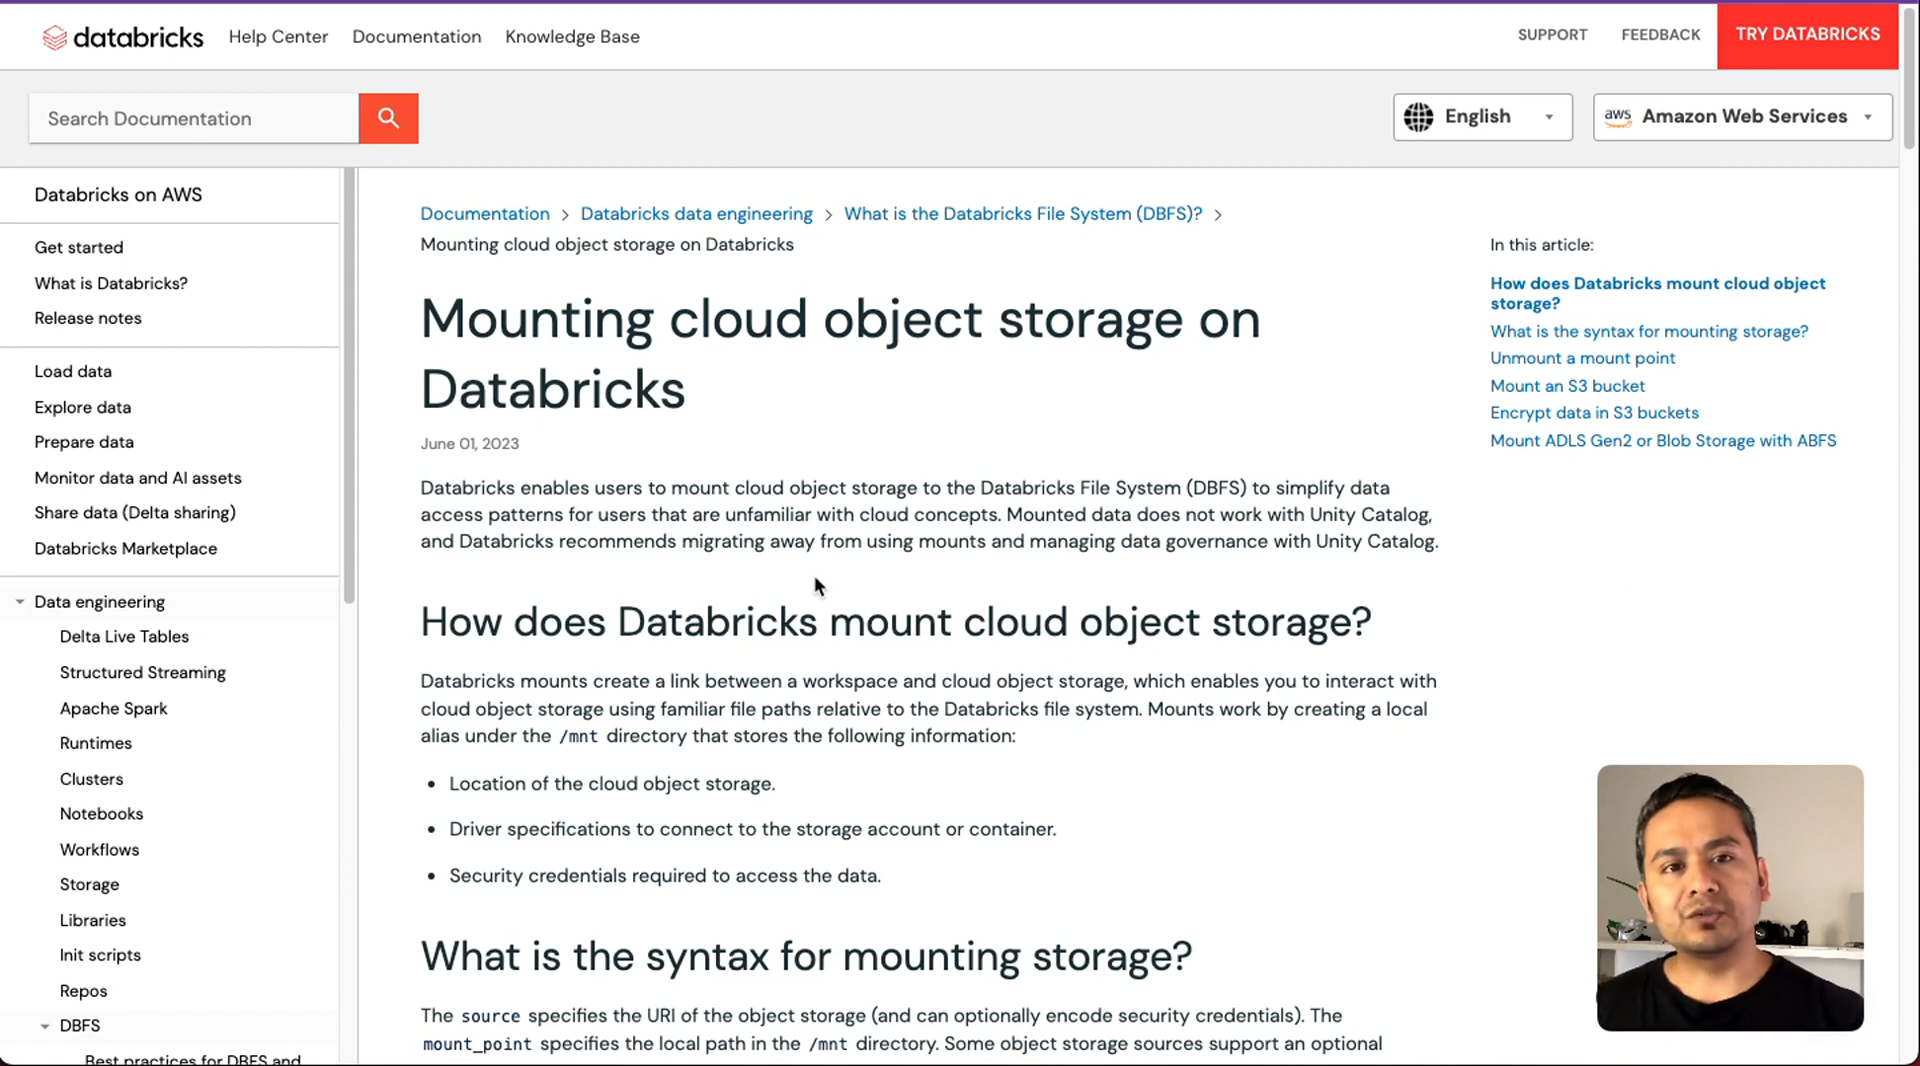 databricks Help Center Documentation Knowledge Base SUPPORT FEEDBACK TRY DATABRICKS
Search Documentation English aws Amazon Web Services
Databricks on AWS
Get started
What is Databricks?
Release notes
Load data
Explore data
Prepare data
Monitor data and AI assets
Share data (Delta sharing)
Databricks Marketplace
Data engineering
Delta Live Tables
Structured Streaming
Apache Spark
Runtimes
Clusters
Notebooks
Workflows
Storage
Libraries
Init scripts
Repos
DBFS
Best practices for DBFS and
Documentation > Databricks data engineering > What is the Databricks File System (DBFS)? >
Mounting cloud object storage on Databricks
Mounting cloud object storage on
Databricks
June 01, 2023
Databricks enables users to mount cloud object storage to the Databricks File System (DBFS) to simplify data
access patterns for users that are unfamiliar with cloud concepts. Mounted data does not work with Unity Catalog,
and Databricks recommends migrating away from using mounts and managing data governance with Unity Catalog.
How does Databricks mount cloud object storage?
Databricks mounts create a link between a workspace and cloud object storage, which enables you to interact with
cloud object storage using familiar file paths relative to the Databricks file system. Mounts work by creating a local
alias under the /mnt directory that stores the following information:
• Location of the cloud object storage.
• Driver specifications to connect to the storage account or container.
• Security credentials required to access the data.
What is the syntax for mounting storage?
The source specifies the URI of the object storage (and can optionally encode security credentials). The
mount_point specifies the local path in the /mnt directory. Some object storage sources support an optional
In this article:
How does Databricks mount cloud object
storage?
What is the syntax for mounting storage?
Unmount a mount point
Mount an S3 bucket
Encrypt data in S3 buckets
Mount ADLS Gen2 or Blob Storage with ABFS